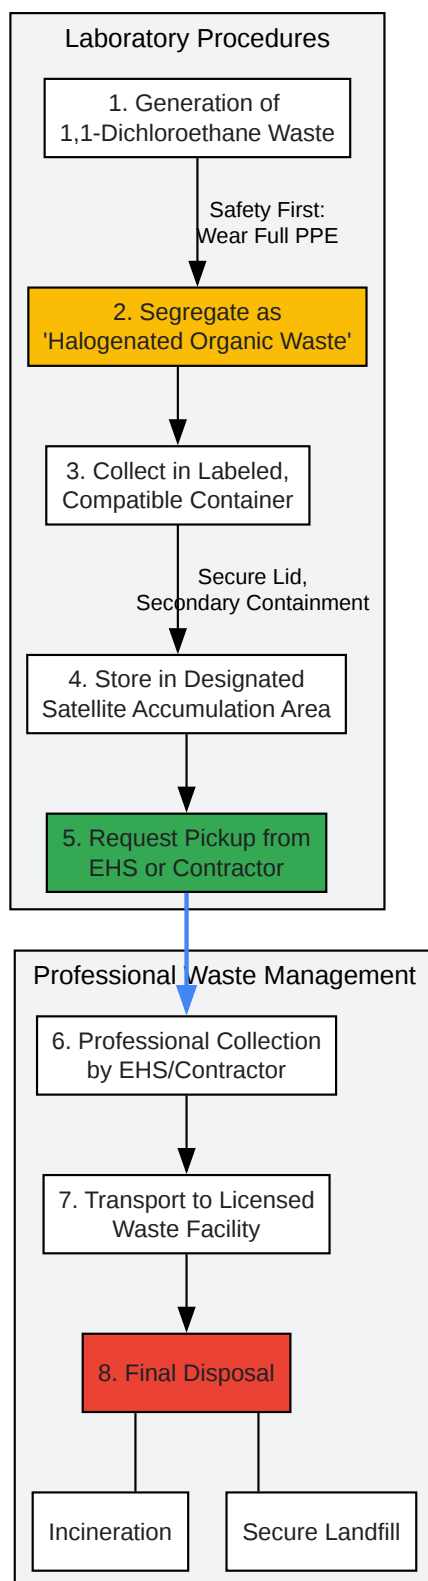 Laboratory Procedures
1. Generation of
1,1-Dichloroethane Waste
Safety First:
Wear Full PPE
2. Segregate as
'Halogenated Organic Waste'
3. Collect in Labeled,
Compatible Container
Secure Lid,
Secondary Containment
4. Store in Designated
Satellite Accumulation Area
5. Request Pickup from
EHS or Contractor
Professional Waste Management
6. Professional Collection
by EHS/Contractor
7. Transport to Licensed
Waste Facility
8. Final Disposal
Incineration
Secure Landfill